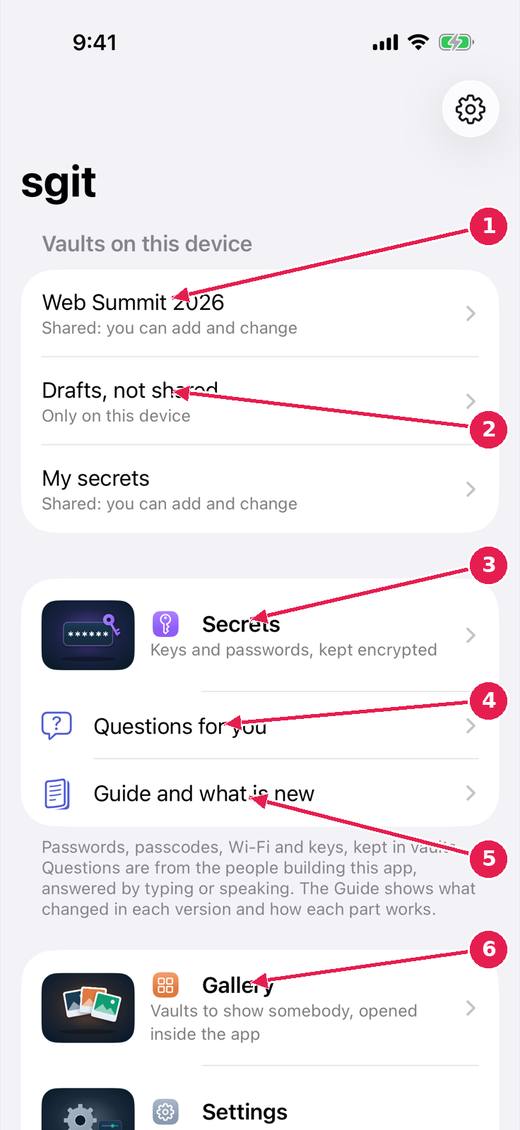 9:41
sgit
1
Vaults on this device
Web Summit 2026
Shared: you can add and change
Drafts, not shared
Only on this device
2
My secrets
Shared: you can add and change
3
******
Secrets
Keys and passwords, kept encrypted
4
Questions for you
Guide and what is new
5
Passwords, passcodes, Wi-Fi and keys, kept in vaults.
Questions are from the people building this app,
answered by typing or speaking. The Guide shows what
changed in each version and how each part works.
6
Gallery
Vaults to show somebody, opened
inside the app
Settings